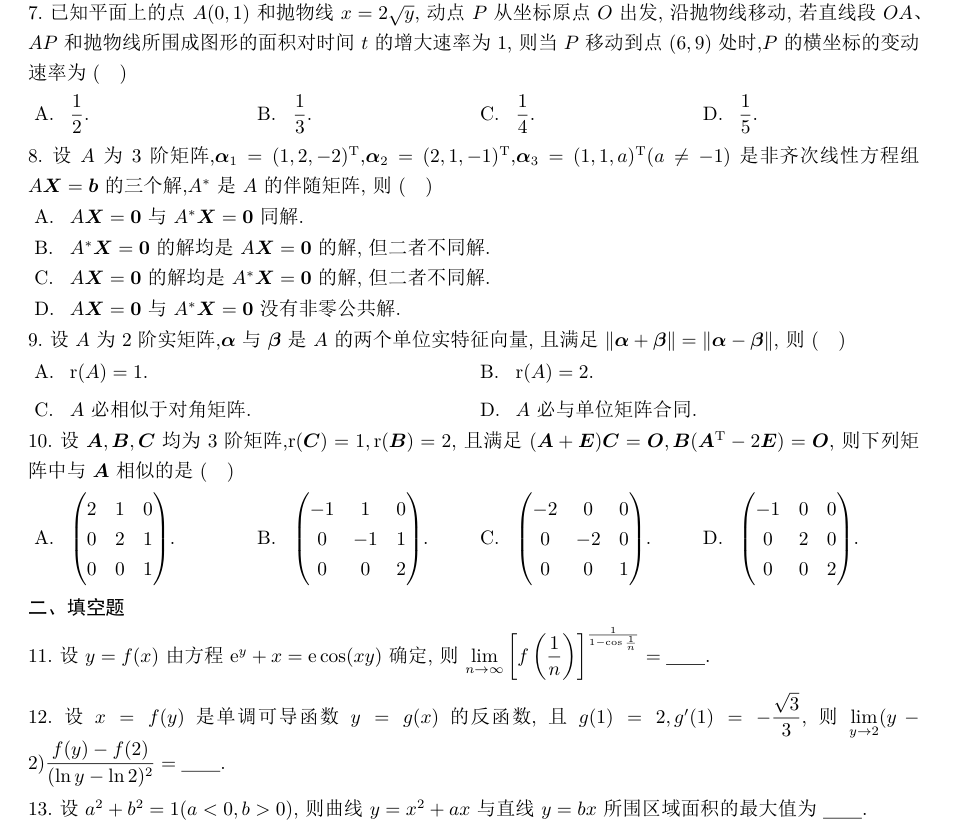 7. 已知平面上的点 A(0, 1) 和抛物线 x = 2√y, 动点 P 从坐标原点 O 出发, 沿抛物线移动, 若直线段 OA、
AP 和抛物线所围成图形的面积对时间 t 的增大速率为 1, 则当 P 移动到点 (6, 9) 处时,P 的横坐标的变动
速率为 ( )
A. 1/2. B. 1/3. C. 1/4. D. 1/5.
8. 设 A 为 3 阶矩阵,α₁ = (1, 2, −2)ᵀ,α₂ = (2, 1, −1)ᵀ,α₃ = (1, 1, a)ᵀ(a ≠ −1) 是非齐次线性方程组
AX = b 的三个解,A* 是 A 的伴随矩阵, 则 ( )
A. AX = 0 与 A*X = 0 同解.
B. A*X = 0 的解均是 AX = 0 的解, 但二者不同解.
C. AX = 0 的解均是 A*X = 0 的解, 但二者不同解.
D. AX = 0 与 A*X = 0 没有非零公共解.
9. 设 A 为 2 阶实矩阵,α 与 β 是 A 的两个单位实特征向量, 且满足 ‖α + β‖ = ‖α − β‖, 则 ( )
A. r(A) = 1. B. r(A) = 2.
C. A 必相似于对角矩阵. D. A 必与单位矩阵合同.
10. 设 A, B, C 均为 3 阶矩阵,r(C) = 1, r(B) = 2, 且满足 (A + E)C = O, B(Aᵀ − 2E) = O, 则下列矩
阵中与 A 相似的是 ( )
A. (2 1 0; 0 2 1; 0 0 1). B. (−1 1 0; 0 −1 1; 0 0 2). C. (−2 0 0; 0 −2 0; 0 0 1). D. (−1 0 0; 0 2 0; 0 0 2).
二、填空题
11. 设 y = f(x) 由方程 e^y + x = e cos(xy) 确定, 则 lim_{n→∞} [f(1/n)]^{1/(1−cos(1/n))} = ____.
12. 设 x = f(y) 是单调可导函数 y = g(x) 的反函数, 且 g(1) = 2, g′(1) = −√3/3, 则 lim_{y→2}(y −
2) (f(y) − f(2))/(ln y − ln 2)² = ____.
13. 设 a² + b² = 1(a < 0, b > 0), 则曲线 y = x² + ax 与直线 y = bx 所围区域面积的最大值为 ____.